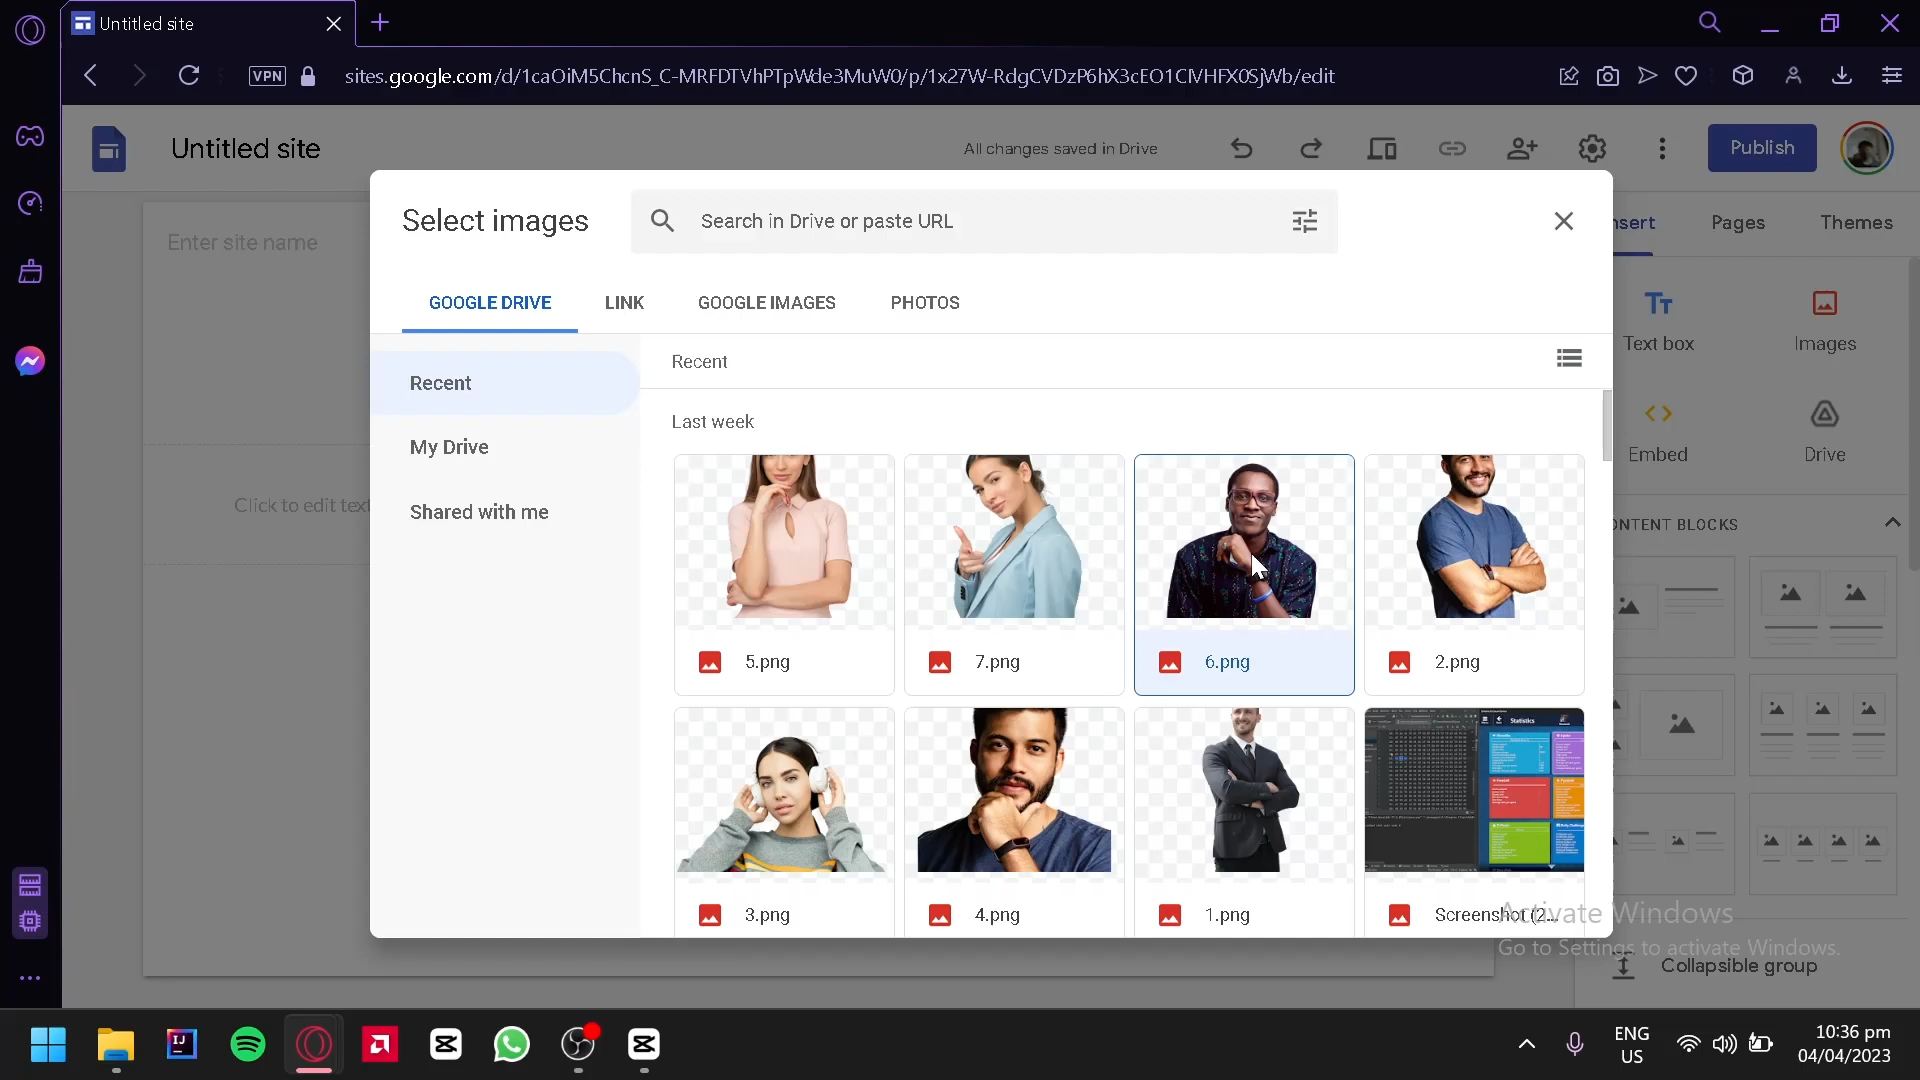 Untitled site
VPN
sites.google.com/d/1caOiM5ChcnS_C-MRFDTVhPTpWde3MuW0/p/1x27W-RdgCVDzP6hX3cEO1ClVHFX0SjWb/edit
Untitled site
All changes saved in Drive
Publish
Select images
Search in Drive or paste URL
nsert
Pages
Themes
Enter site name
GOOGLE DRIVE
LINK
GOOGLE IMAGES
PHOTOS
Text box
Images
Recent
Recent
My Drive
Shared with me
Last week
Embed
Drive
Click to edit text
ONTENT BLOCKS
5.png
7.png
6.png
2.png
Statistics
3.png
4.png
1.png
Screenshot (2...
Activate Windows
Go to Settings to activate Windows.
Collapsible group
ENG
US
10:36 pm
04/04/2023